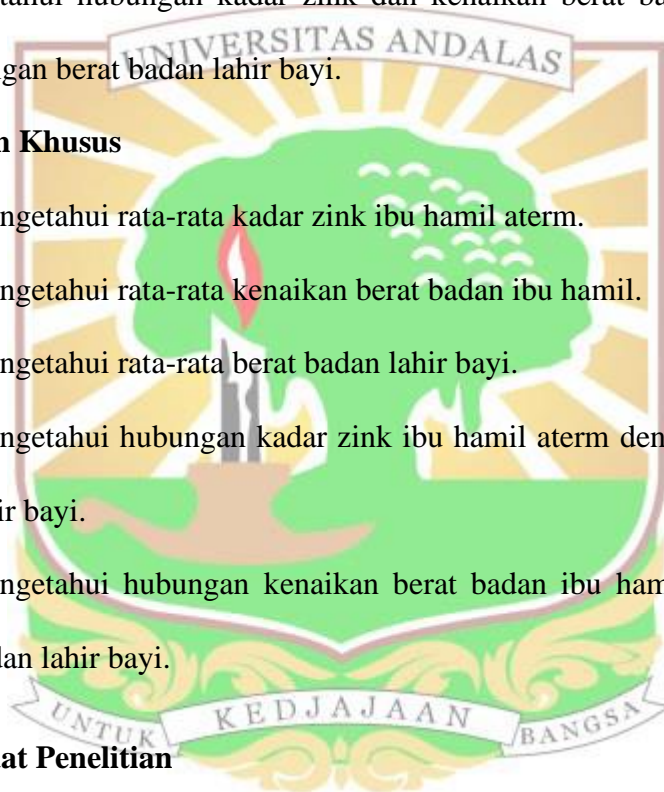 tahui hubungan kadar zink dan kenaikan berat ba
UNIVERSITAS ANDALAS
gan berat badan lahir bayi.
n Khusus
ngetahui rata-rata kadar zink ibu hamil aterm.
ngetahui rata-rata kenaikan berat badan ibu hamil.
ngetahui rata-rata berat badan lahir bayi.
ngetahui hubungan kadar zink ibu hamil aterm den
ir bayi.
ngetahui hubungan kenaikan berat badan ibu ham
dan lahir bayi.
UNTUK KEDJAJAAN BANGSA
at Penelitian